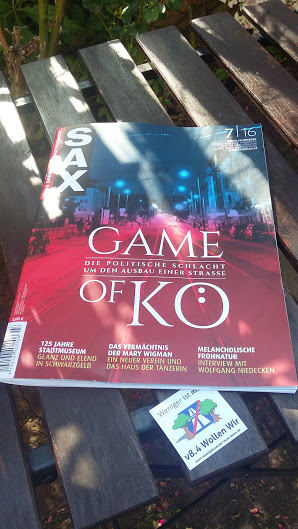 SAX
7|16
GAME
DIE POLITISCHE SCHLACHT
UM DEN AUSBAU EINER STRASSE
OF KÖ
125 JAHRE
STADTMUSEUM
GLANZ UND ELEND
IN SCHWARZGELB
DAS VERMÄCHTNIS
DER MARY WIGMAN
EIN NEUER VEREIN UND
DAS HAUS DER TÄNZERIN
MELANCHOLISCHE
FROHNATUR
INTERVIEW MIT
WOLFGANG NIEDECKEN
Weniger ist
v8.4 Wollen Wir